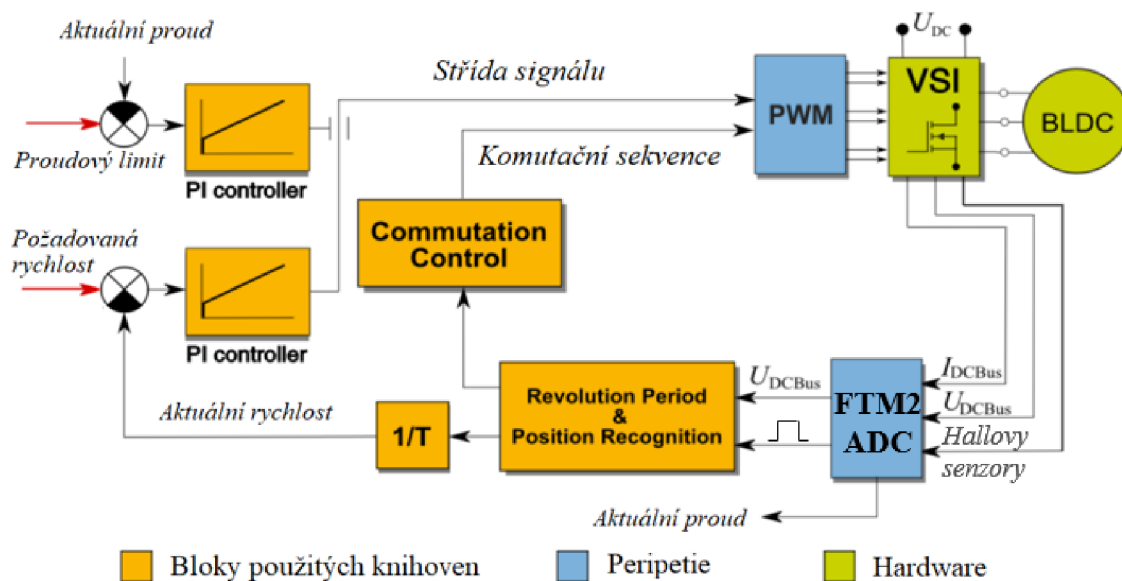 Aktuální proud
Proudový limit
PI controller
Střída signálu
Komutační sekvence
PWM
U_DC
VSI
BLDC
Požadovaná
rychlost
PI controller
Commutation
Control
Aktuální rychlost
1/T
Revolution Period
&
Position Recognition
U_DCBus
FTM2
ADC
I_DCBus
U_DCBus
Hallovy
senzory
Aktuální proud
Bloky použitých knihoven
Peripetie
Hardware